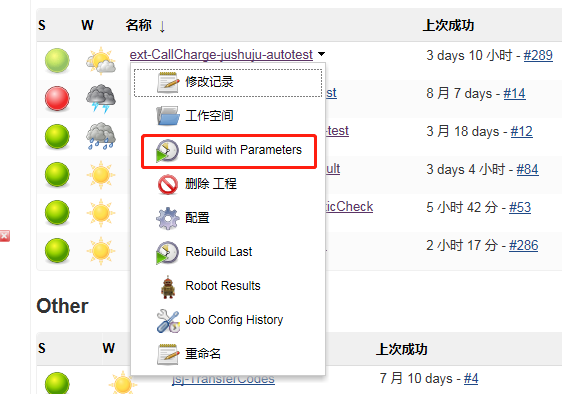 S W 名称 ↓ 上次成功
ext-CallCharge-jushuju-autotest 3 days 10 小时 - #289
修改记录
st 8 月 7 days - #14
工作空间
-test 3 月 18 days - #12
Build with Parameters
ult 3 days 4 小时 - #84
删除 工程
ticCheck 5 小时 42 分 - #53
配置
2 小时 17 分 - #286
Rebuild Last
Robot Results
Other
Job Config History
S W 上次成功
重命名
jsj-TransferCodes 7 月 10 days - #4